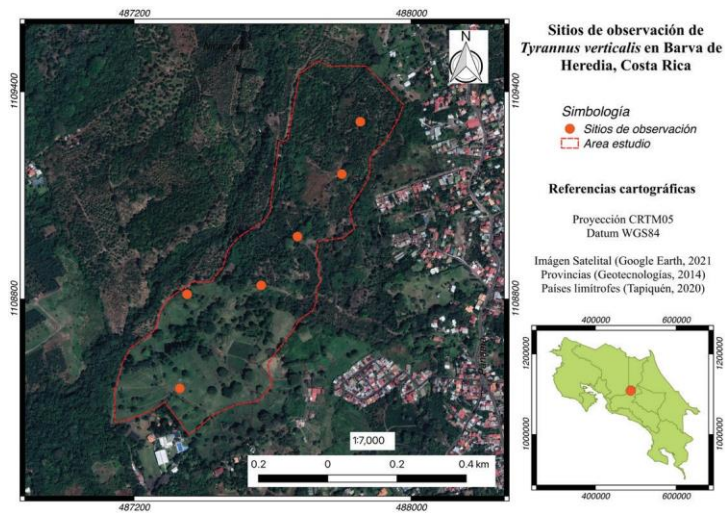 487200
488000
1109400
1108800
N
1109400
1108800
1:7,000
0.2
0
0.2
0.4 km
487200
488000
Sitios de observación de
Tyrannus verticalis en Barva de
Heredia, Costa Rica
Simbología
Sitios de observación
Area estudio
Referencias cartográficas
Proyección CRTM05
Datum WGS84
Imágen Satelital (Google Earth, 2021
Provincias (Geotecnologías, 2014)
Países limítrofes (Tapiquén, 2020)
400000
600000
1200000
1000000
1200000
1000000
400000
600000